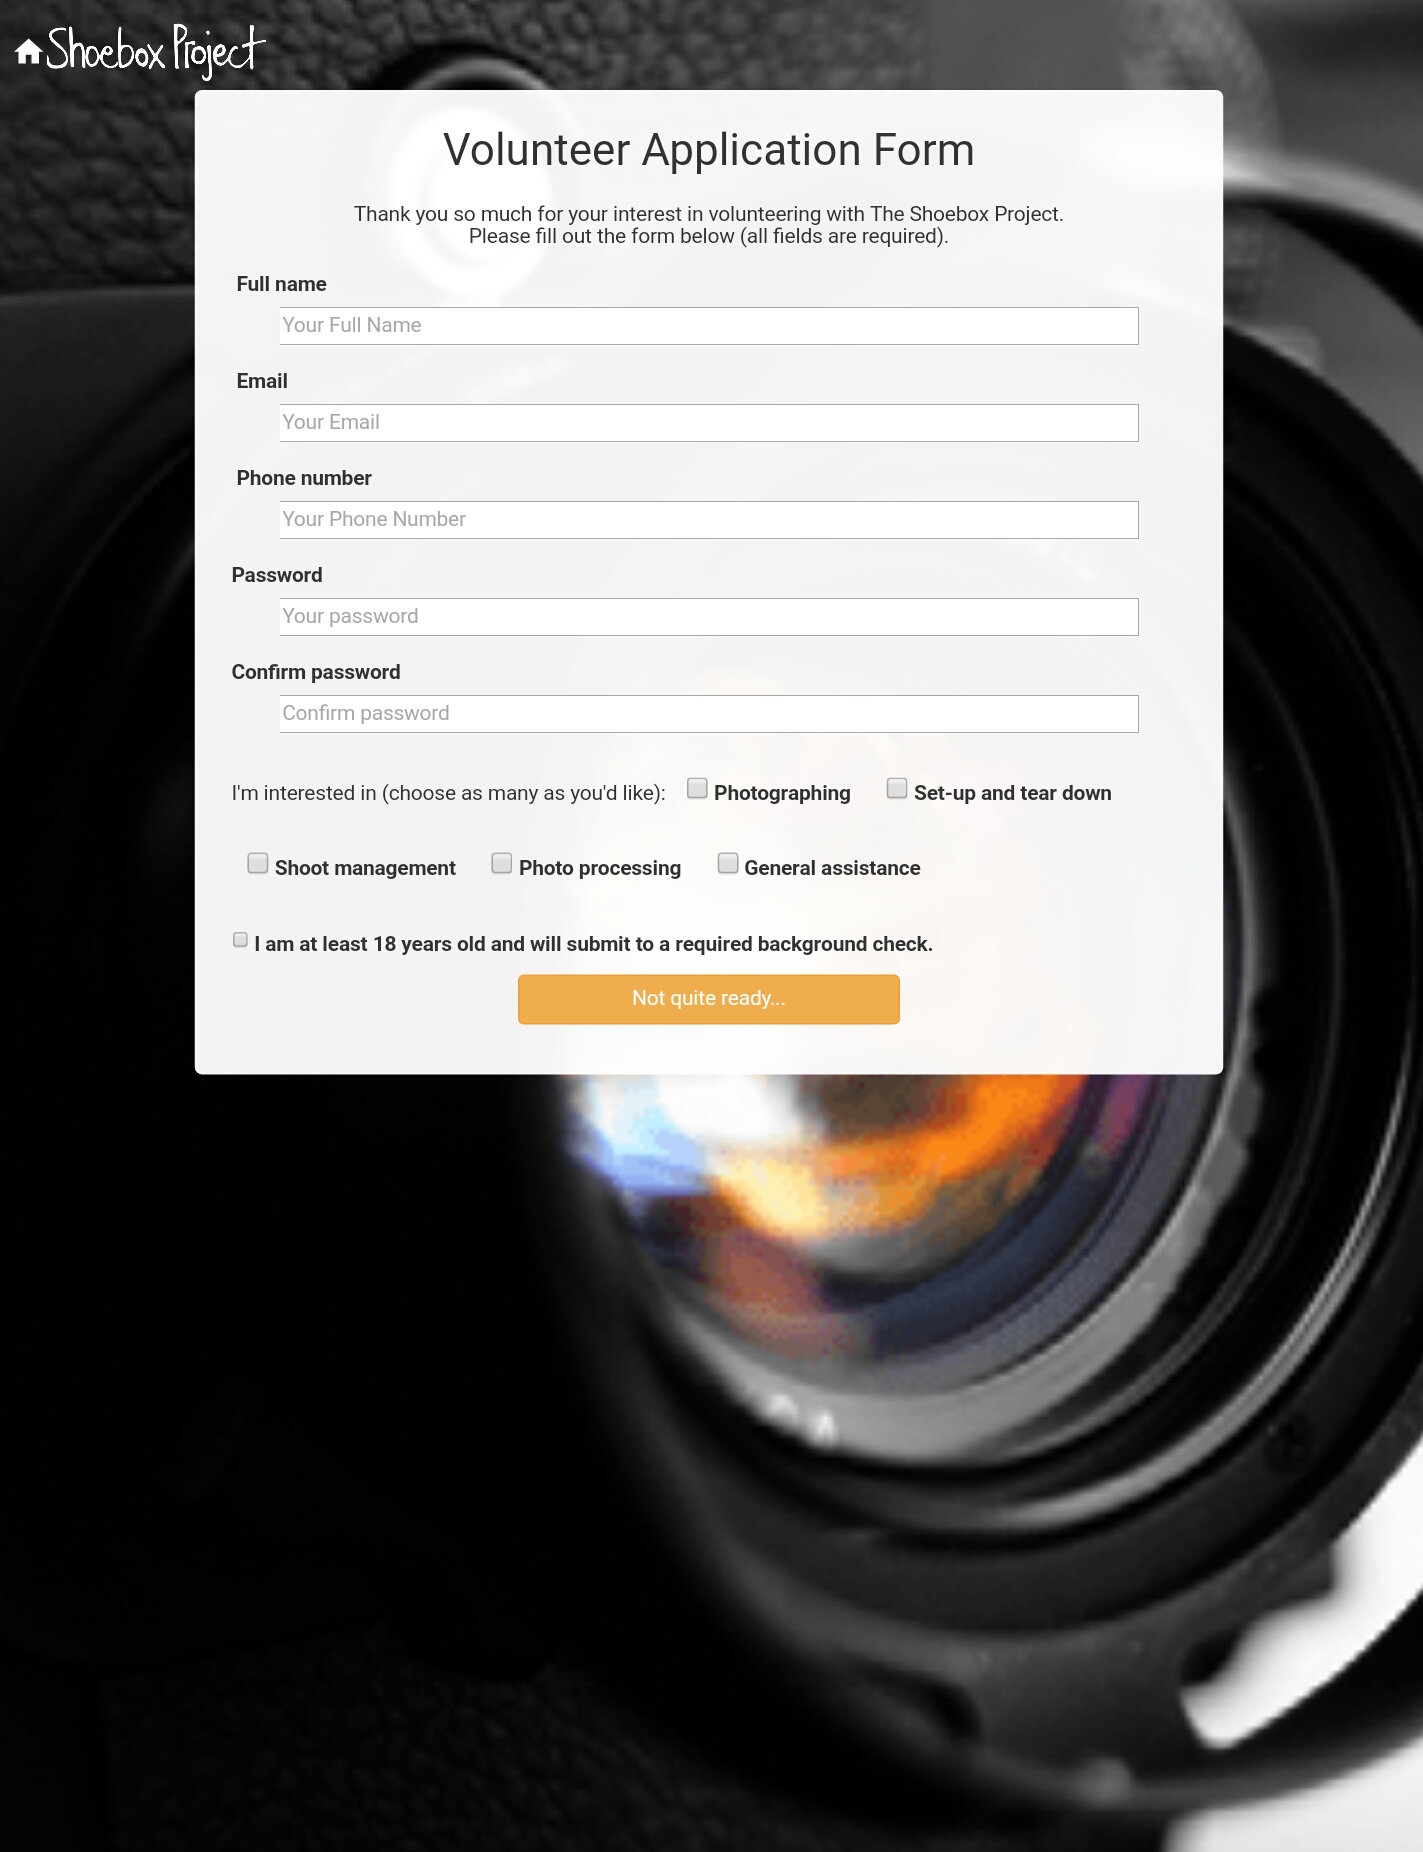 Shoebox Project
Volunteer Application Form
Thank you so much for your interest in volunteering with The Shoebox Project.
Please fill out the form below (all fields are required).
Full name
Your Full Name
Email
Your Email
Phone number
Your Phone Number
Password
Your password
Confirm password
Confirm password
I'm interested in (choose as many as you'd like): Photographing Set-up and tear down
Shoot management Photo processing General assistance
I am at least 18 years old and will submit to a required background check.
Not quite ready...